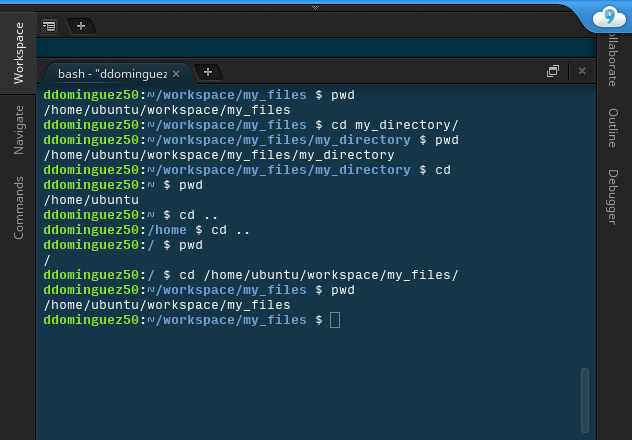 Workspace
Navigate
Commands
bash - "ddominguez
ddominguez50:~/workspace/my_files $ pwd
/home/ubuntu/workspace/my_files
ddominguez50:~/workspace/my_files $ cd my_directory/
ddominguez50:~/workspace/my_files/my_directory $ pwd
/home/ubuntu/workspace/my_files/my_directory
ddominguez50:~/workspace/my_files/my_directory $ cd
ddominguez50:~ $ pwd
/home/ubuntu
ddominguez50:~ $ cd ..
ddominguez50:/home $ cd ..
ddominguez50:/ $ pwd
/
ddominguez50:/ $ cd /home/ubuntu/workspace/my_files/
ddominguez50:~/workspace/my_files $ pwd
/home/ubuntu/workspace/my_files
ddominguez50:~/workspace/my_files $
9
ollaborate
Outline
Debugger